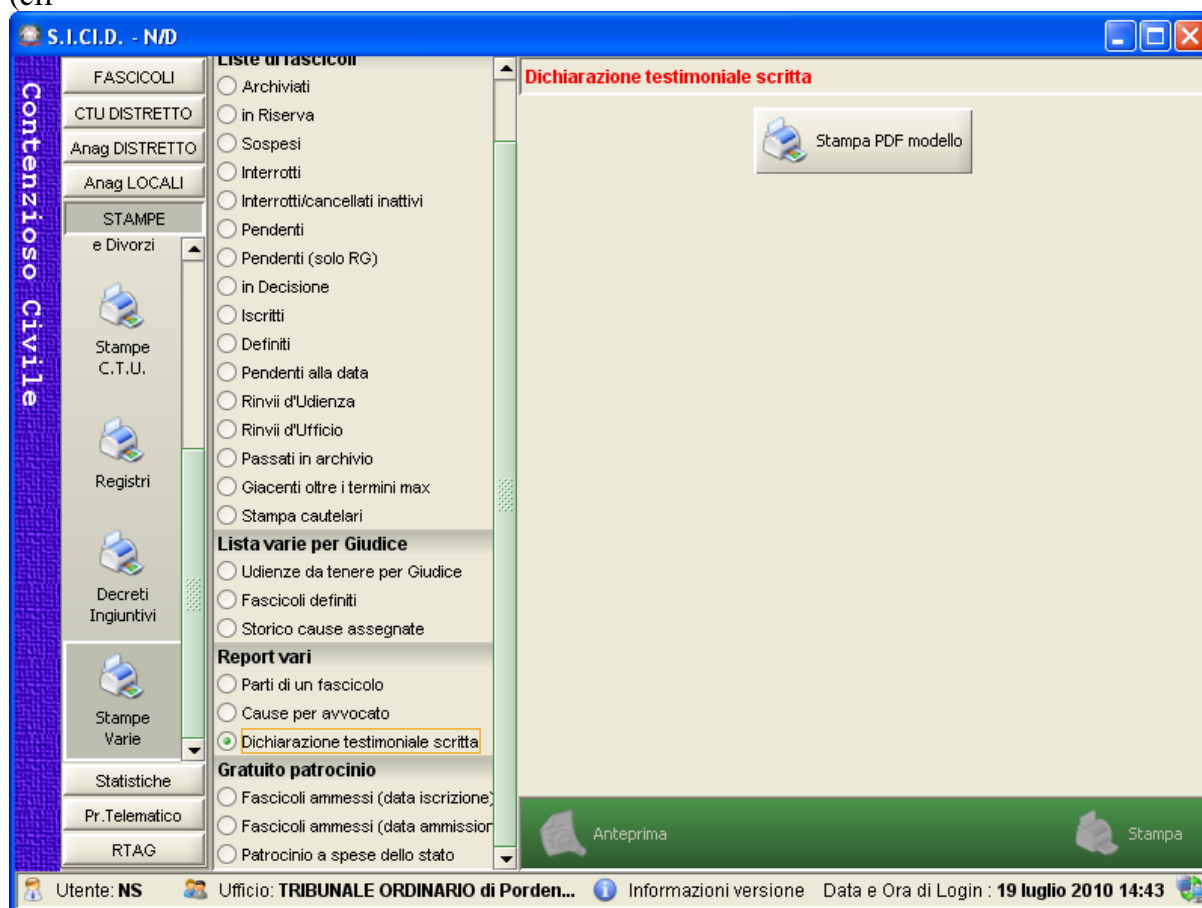 S.I.CI.D. - N/D
Contenzioso Civile
FASCICOLI
CTU DISTRETTO
Anag DISTRETTO
Anag LOCALI
STAMPE
e Divorzi
Stampe
C.T.U.
Registri
Decreti
Ingiuntivi
Stampe
Varie
Statistiche
Pr.Telematico
RTAG
Liste di fascicoli
Archiviati
in Riserva
Sospesi
Interrotti
Interrotti/cancellati inattivi
Pendenti
Pendenti (solo RG)
in Decisione
Iscritti
Definiti
Pendenti alla data
Rinvii d'Udienza
Rinvii d'Ufficio
Passati in archivio
Giacenti oltre i termini max
Stampa cautelari
Lista varie per Giudice
Udienze da tenere per Giudice
Fascicoli definiti
Storico cause assegnate
Report vari
Parti di un fascicolo
Cause per avvocato
Dichiarazione testimoniale scritta
Gratuito patrocinio
Fascicoli ammessi (data iscrizione)
Fascicoli ammessi (data ammission
Patrocinio a spese dello stato
Dichiarazione testimoniale scritta
Stampa PDF modello
Anteprima
Stampa
Utente: NS
Ufficio: TRIBUNALE ORDINARIO di Porden...
Informazioni versione
Data e Ora di Login : 19 luglio 2010 14:43